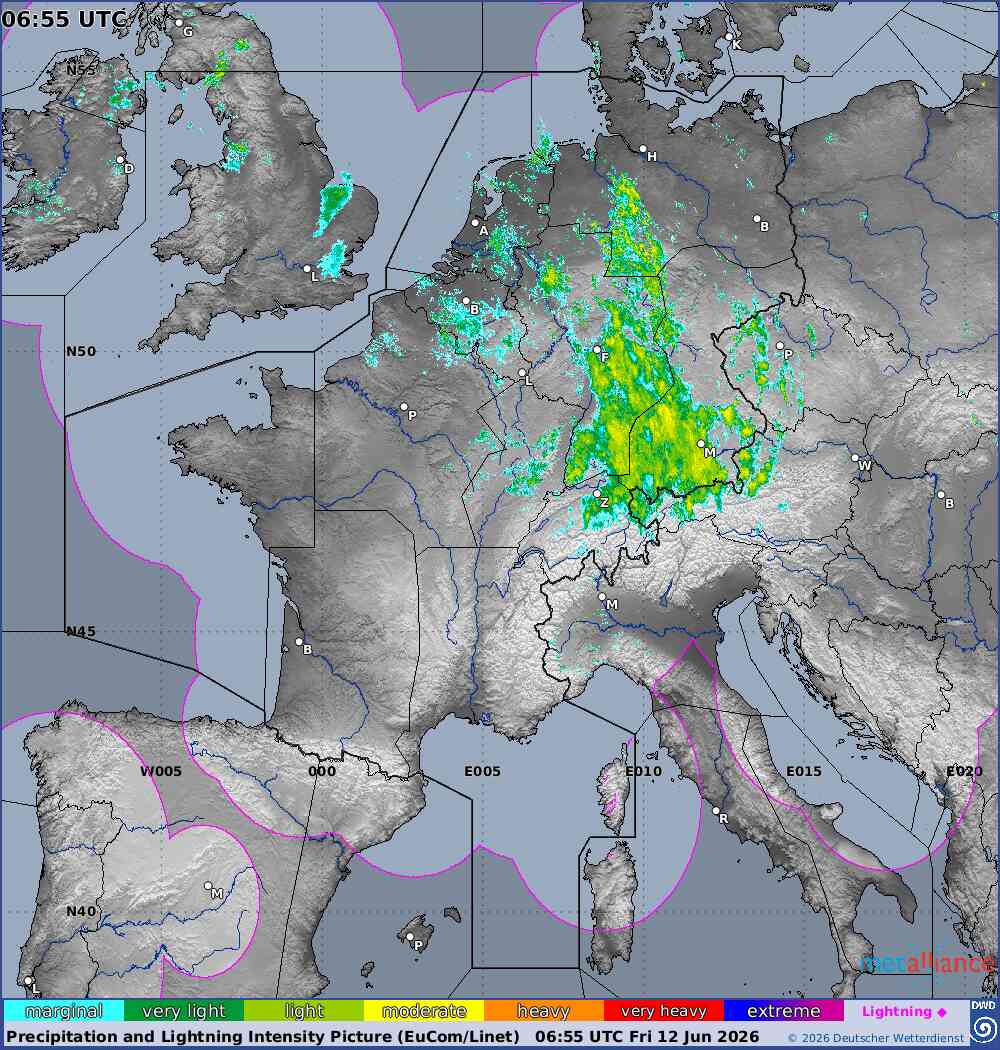 06:55 UTC
G
K
N55
H
D
A
B
L
B
N50
F
P
L
P
M
W
Z
B
M
N45
B
W005
000
E005
E010
E015
E020
R
M
N40
P
L
metalliance
marginal very light light moderate heavy very heavy extreme Lightning ◆
DWD
Precipitation and Lightning Intensity Picture (EuCom/Linet) 06:55 UTC Fri 12 Jun 2026 © 2026 Deutscher Wetterdienst